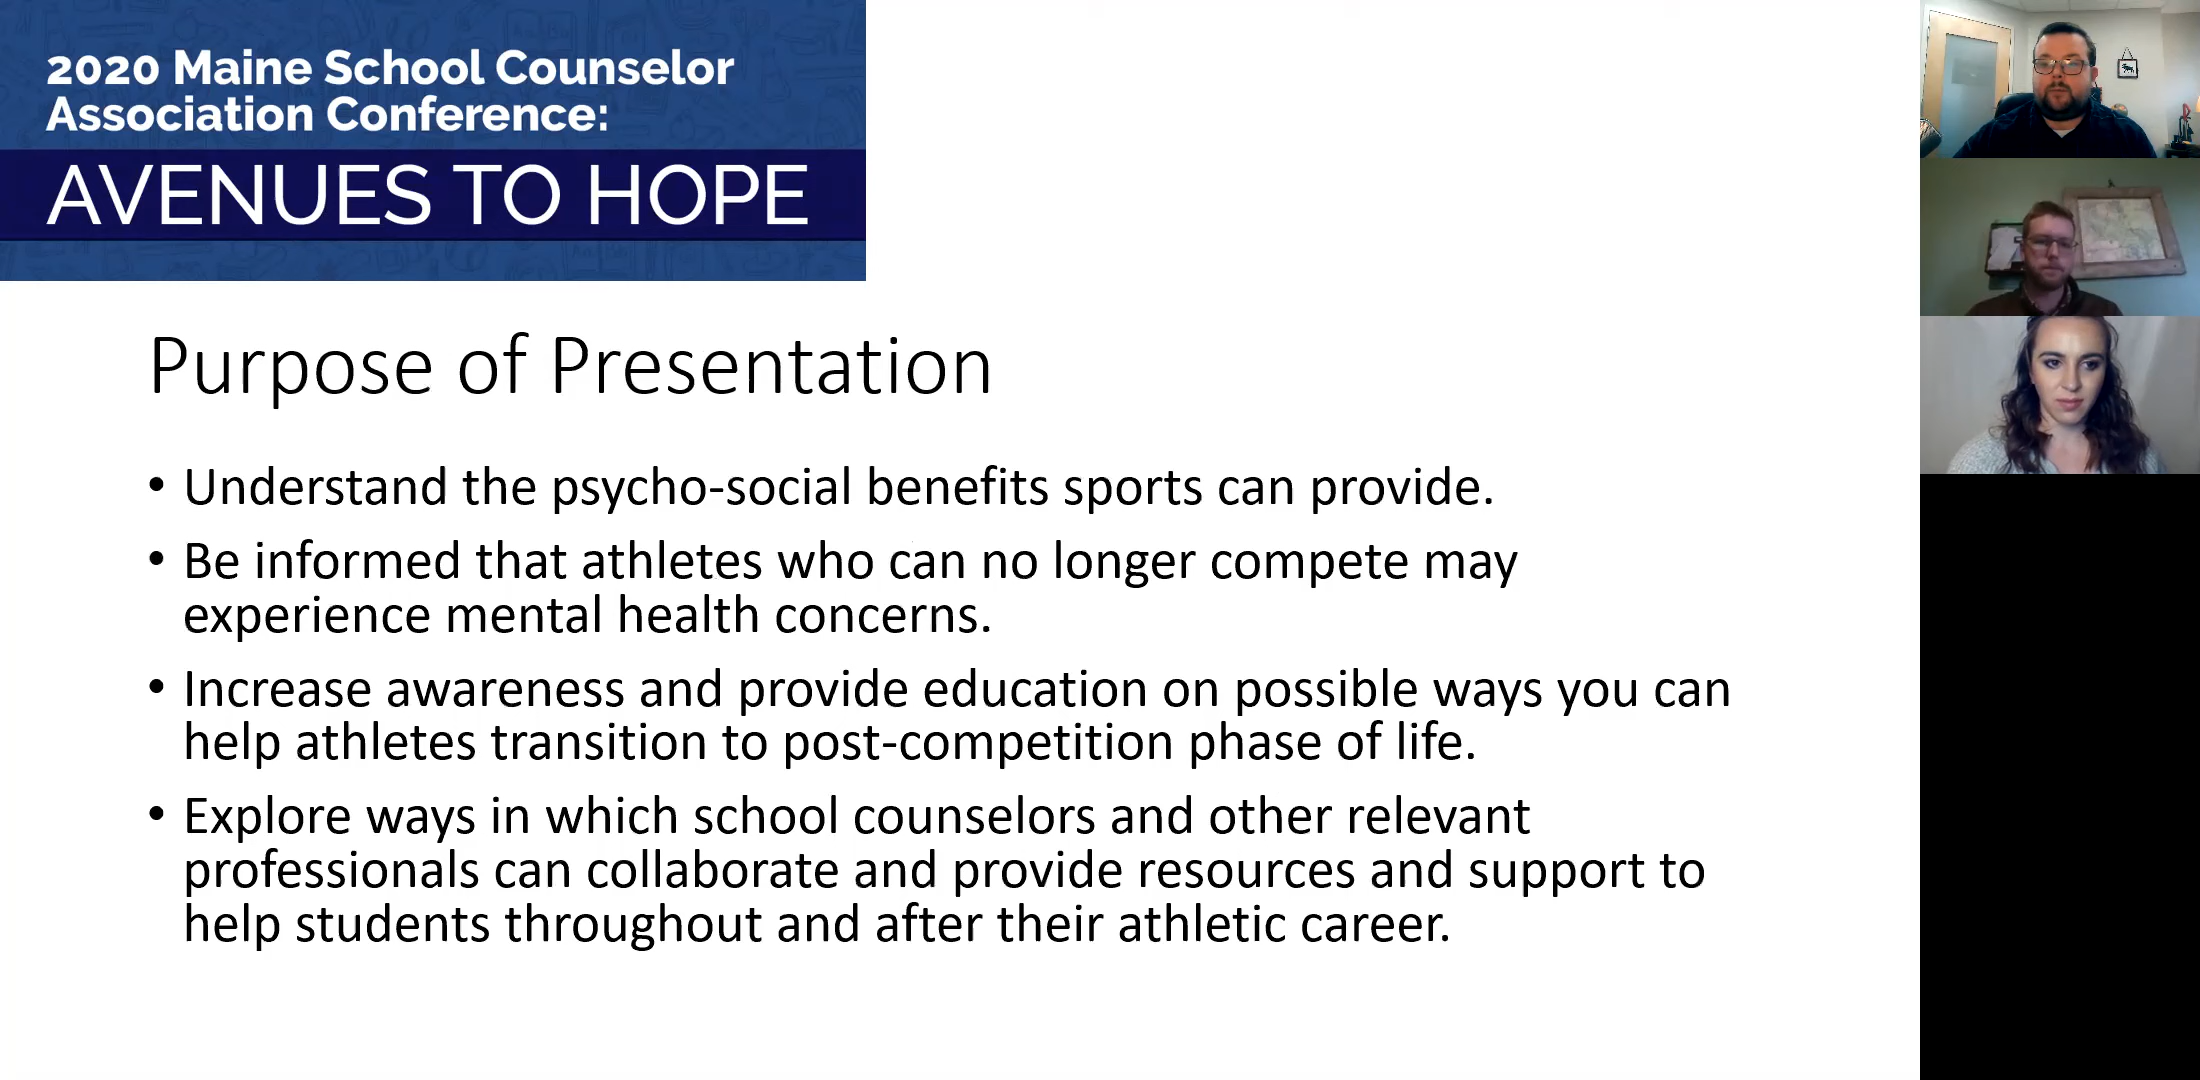 2020 Maine School Counselor
Association Conference:
AVENUES TO HOPE
Purpose of Presentation
• Understand the psycho-social benefits sports can provide.
• Be informed that athletes who can no longer compete may
experience mental health concerns.
• Increase awareness and provide education on possible ways you can
help athletes transition to post-competition phase of life.
• Explore ways in which school counselors and other relevant
professionals can collaborate and provide resources and support to
help students throughout and after their athletic career.